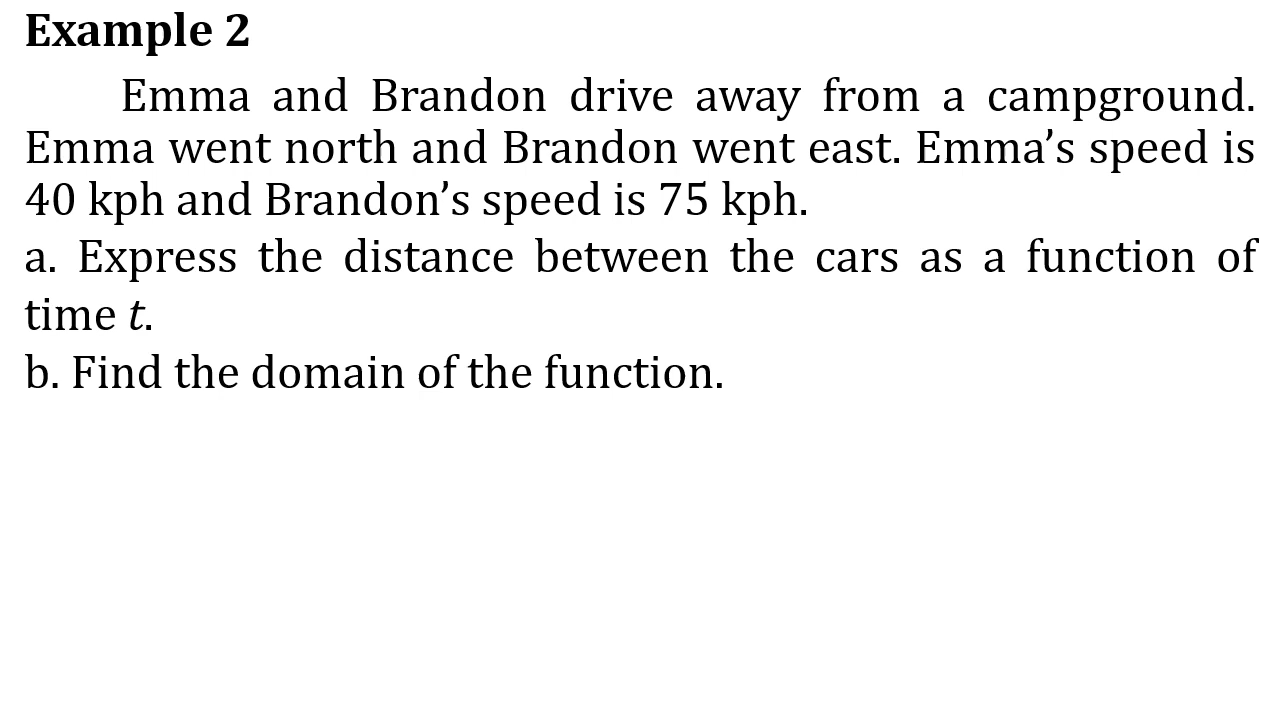 Example 2
Emma and Brandon drive away from a campground.
Emma went north and Brandon went east. Emma’s speed is
40 kph and Brandon’s speed is 75 kph.
a. Express the distance between the cars as a function of
time t.
b. Find the domain of the function.